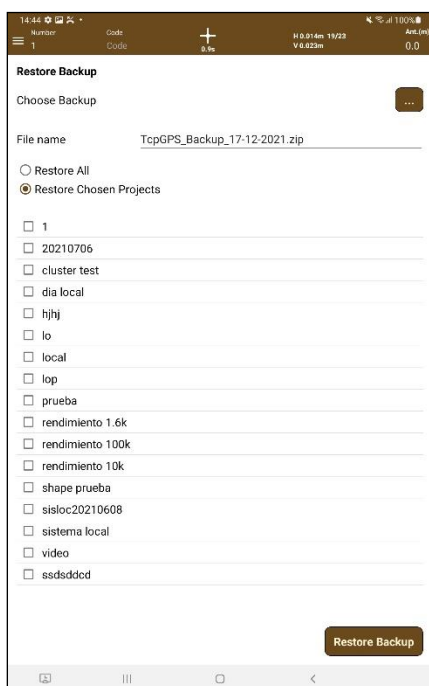 14:44 100%
Number Code Ant.(m)
1 Code 0.9s H 0.014m 19/23 V 0.023m 0.0
Restore Backup
Choose Backup ...
File name TcpGPS_Backup_17-12-2021.zip
Restore All
Restore Chosen Projects
1
20210706
cluster test
dia local
hjhj
lo
local
lop
prueba
rendimiento 1.6k
rendimiento 100k
rendimiento 10k
shape prueba
sisloc20210608
sistema local
video
ssdsddcd
Restore Backup